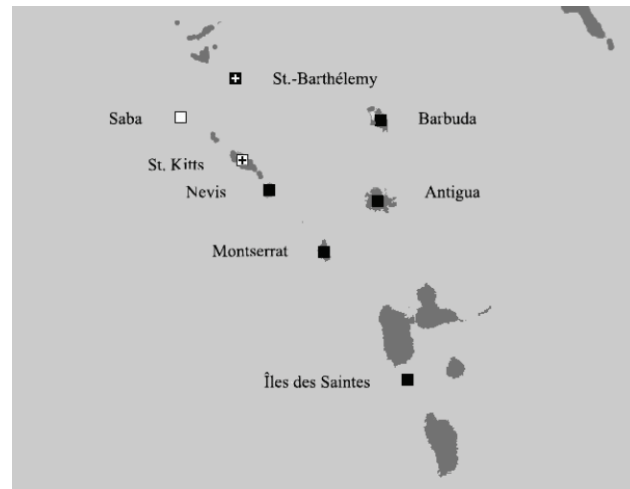 St.-Barthélemy
Saba
Barbuda
St. Kitts
Nevis
Antigua
Montserrat
Îles des Saintes